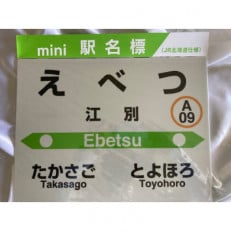 mini 駅名標 (JR北海道仕様)
えべつ
江別
A
09
Ebetsu
たかさご とよほろ
Takasago Toyohoro